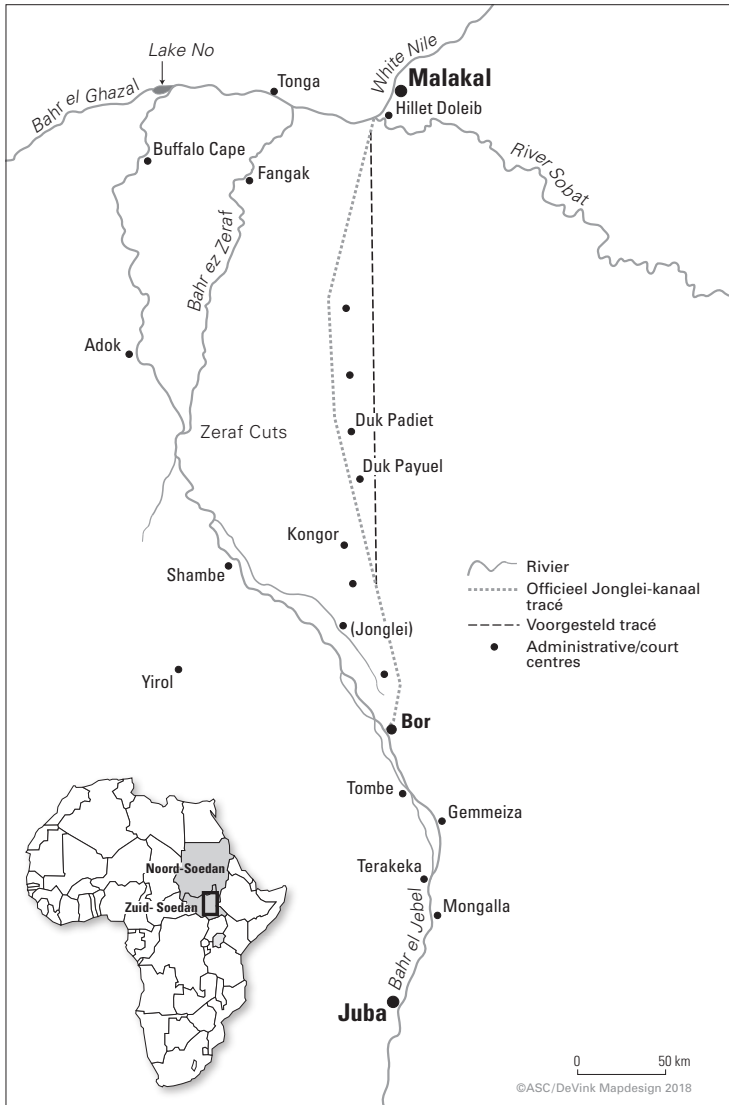 Lake No
White Nile
Malakal
Tonga
Bahr el Ghazal
Hillet Doleib
River Sobat
Buffalo Cape
Fangak
Bahr ez Zeraf
Adok
Duk Padiet
Zeraf Cuts
Duk Payuel
Kongor
Shambe
Rivier
Officieel Jonglei-kanaal
tracé
(Jonglei)
Voorgesteld tracé
Administrative/court
centres
Yirol
Bor
Tombe
Gemmeiza
Terakeka
Mongalla
Bahr el Jebel
Juba
Noord-Soedan
Zuid- Soedan
0 50 km
©ASC/DeVink Mapdesign 2018